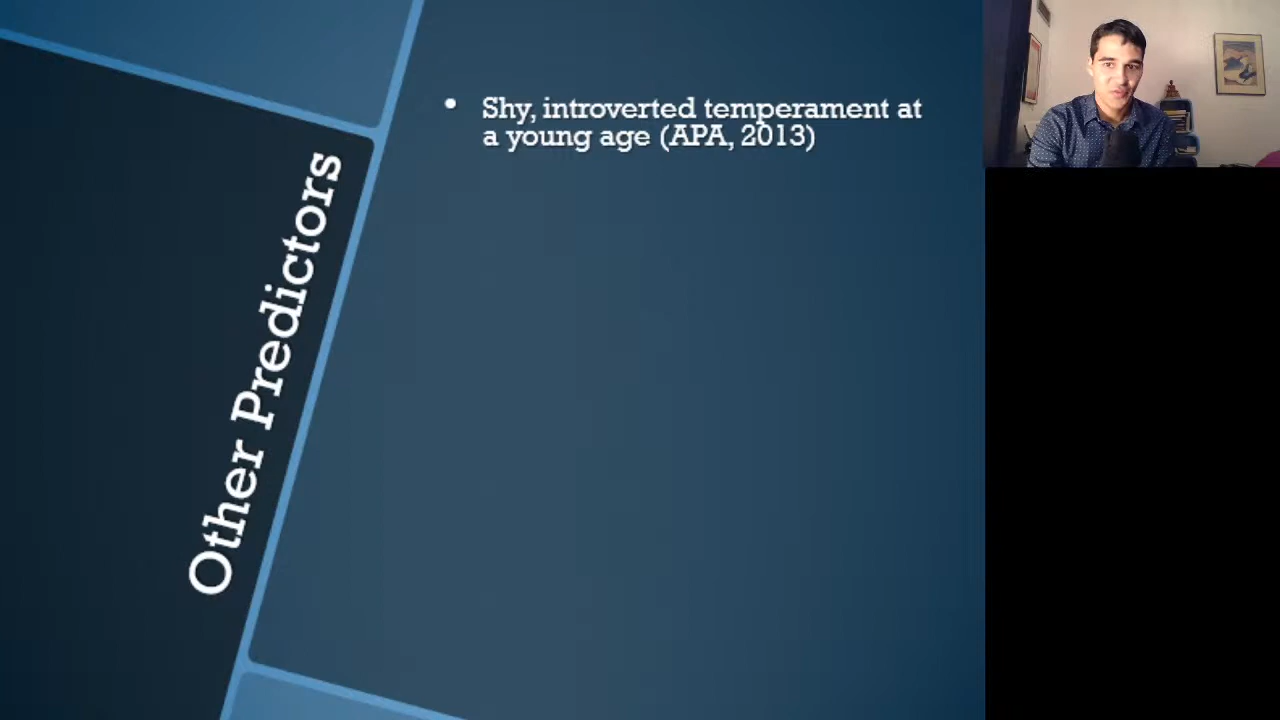 Other Predictors
• Shy, introverted temperament at
a young age (APA, 2013)